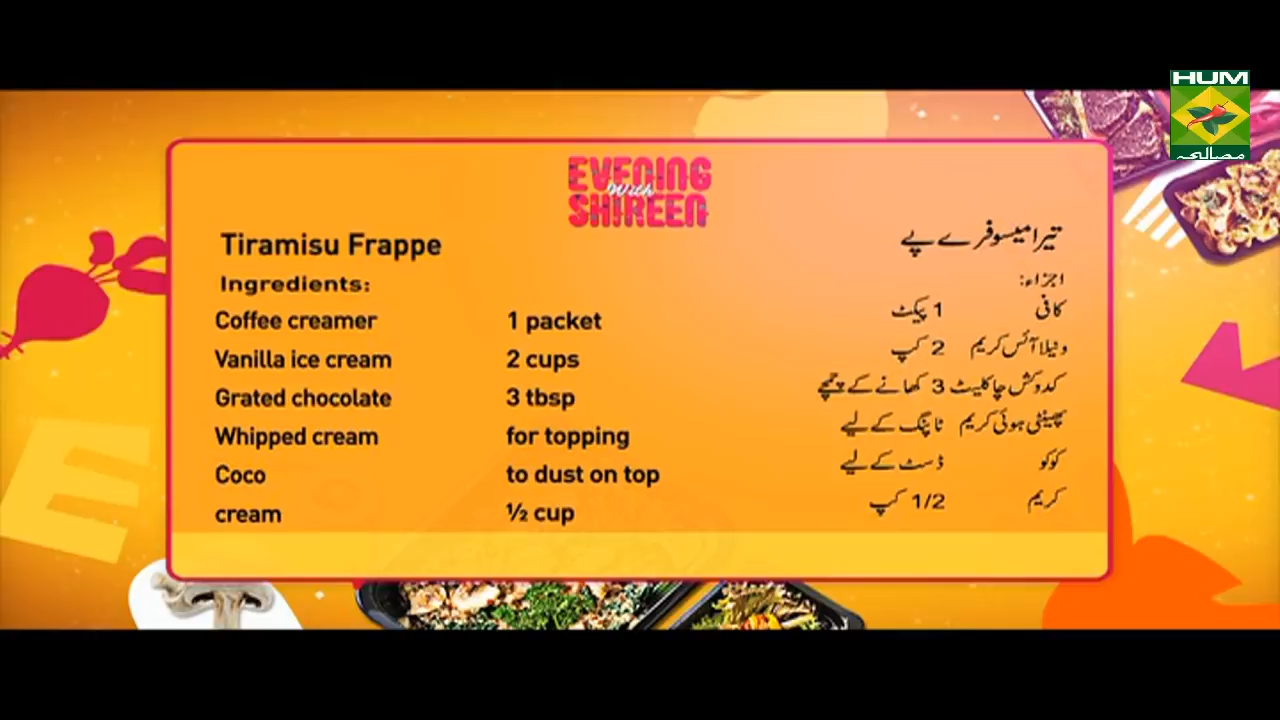 HUM
مصالحہ
EVENING
With
SHIREEN
Tiramisu Frappe
Ingredients:
Coffee creamer 1 packet
Vanilla ice cream 2 cups
Grated chocolate 3 tbsp
Whipped cream for topping
Coco to dust on top
cream ½ cup
تیرامیسو فرے پے
اجزاء:
کافی 1 پیکٹ
ونیلا آئس کریم 2 کپ
کدوکش چاکلیٹ 3 کھانے کے چمچے
پھینٹی ہوئی کریم ٹاپنگ کے لیے
کوکو ڈسٹ کے لیے
کریم 1/2 کپ
E